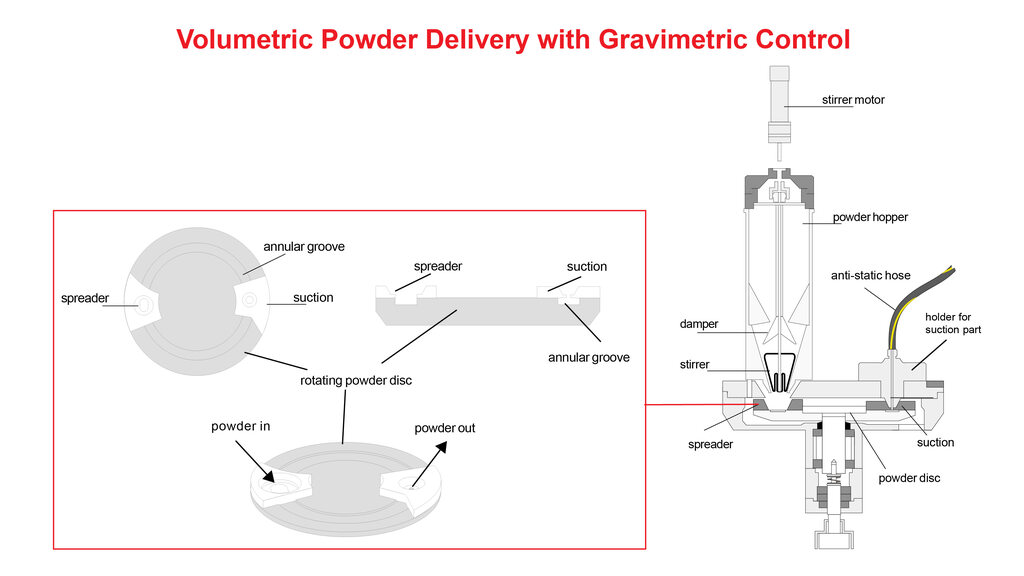 Volumetric Powder Delivery with Gravimetric Control
stirrer motor
powder hopper
annular groove
spreader
suction
anti-static hose
spreader
suction
holder for
suction part
damper
annular groove
stirrer
rotating powder disc
powder in
powder out
spreader
suction
powder disc